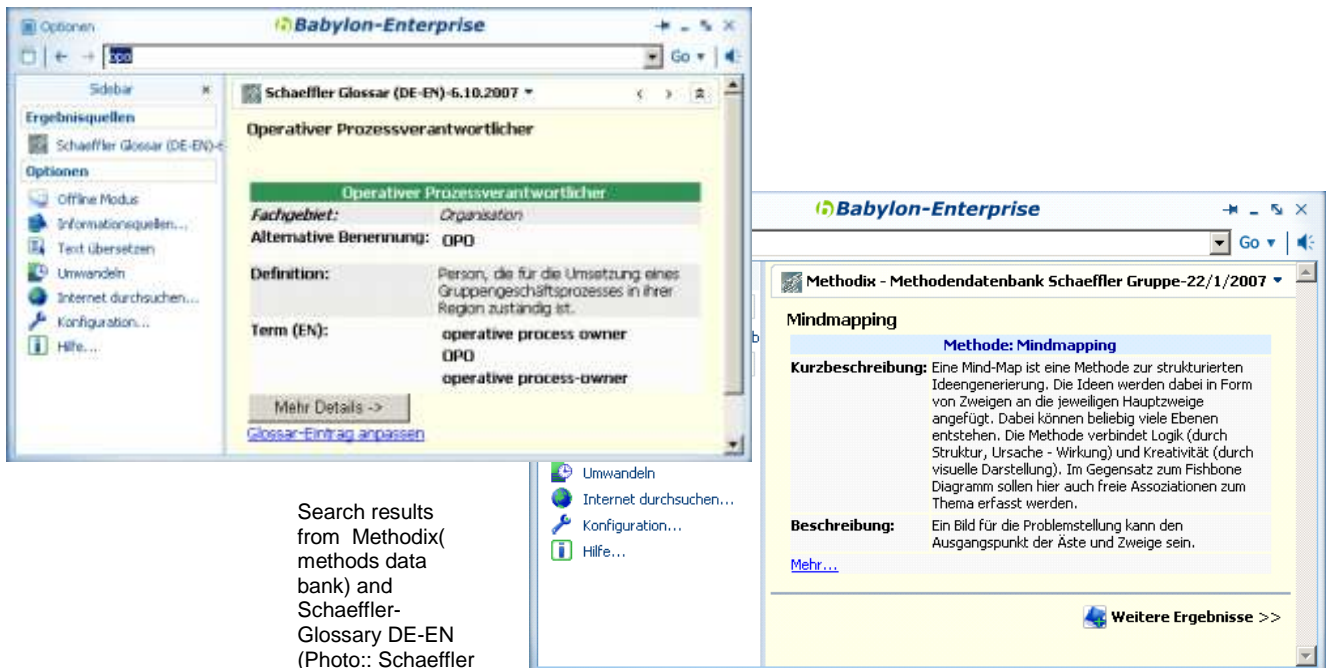 Optionen
Babylon-Enterprise
opo
Go
Sidebar
Ergebnisquellen
Schaeffler Glossar (DE-EN)-6
Optionen
Offline Modus
Informationsquellen...
Text übersetzen
Umwandeln
Internet durchsuchen...
Konfiguration...
Hilfe...
Schaeffler Glossar (DE-EN)-6.10.2007
Operativer Prozessverantwortlicher
Operativer Prozessverantwortlicher
Fachgebiet: Organisation
Alternative Benennung: OPO
Definition: Person, die für die Umsetzung eines
Gruppengeschäftsprozesses in ihrer
Region zuständig ist.
Term (EN): operative process owner
OPO
operative process-owner
Mehr Details ->
Glossar-Eintrag anpassen
Babylon-Enterprise
Go
b
Umwandeln
Internet durchsuchen...
Konfiguration...
Hilfe...
Methodix - Methodendatenbank Schaeffler Gruppe-22/1/2007
Mindmapping
Methode: Mindmapping
Kurzbeschreibung: Eine Mind-Map ist eine Methode zur strukturierten
Ideengenerierung. Die Ideen werden dabei in Form
von Zweigen an die jeweiligen Hauptzweige
angefügt. Dabei können beliebig viele Ebenen
entstehen. Die Methode verbindet Logik (durch
Struktur, Ursache - Wirkung) und Kreativität (durch
visuelle Darstellung). Im Gegensatz zum Fishbone
Diagramm sollen hier auch freie Assoziationen zum
Thema erfasst werden.
Beschreibung: Ein Bild für die Problemstellung kann den
Ausgangspunkt der Äste und Zweige sein.
Mehr...
Weitere Ergebnisse >>
Search results
from Methodix(
methods data
bank) and
Schaeffler-
Glossary DE-EN
(Photo:: Schaeffler